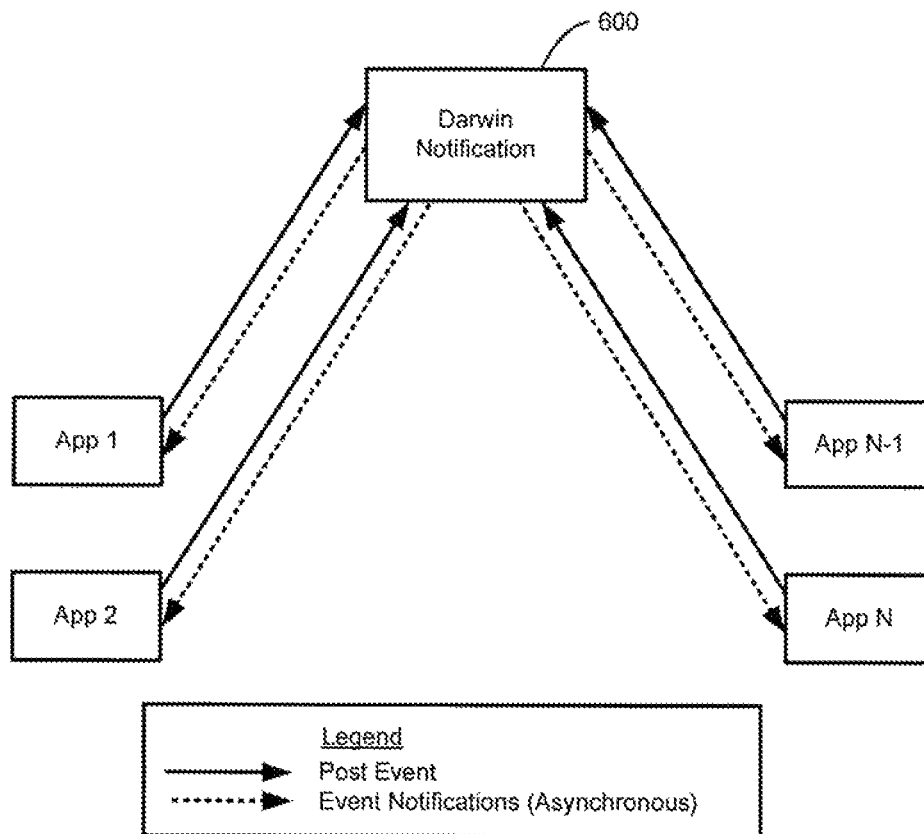 600
Darwin
Notification
App 1
App N-1
App 2
App N
Legend
Post Event
Event Notifications (Asynchronous)